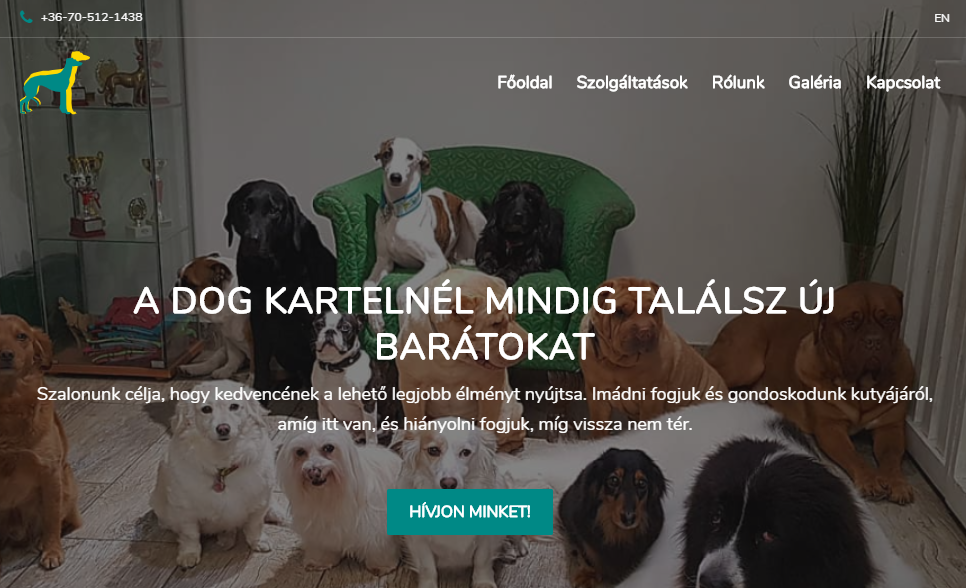 +36-70-512-1438
EN
Főoldal Szolgáltatások Rólunk Galéria Kapcsolat
A DOG KARTELNÉL MINDIG TALÁLSZ ÚJ
BARÁTOKAT
Szalonunk célja, hogy kedvencének a lehető legjobb élményt nyújtsa. Imádni fogjuk és gondoskodunk kutyájáról,
amíg itt van, és hiányolni fogjuk, míg vissza nem tér.
HÍVJON MINKET!